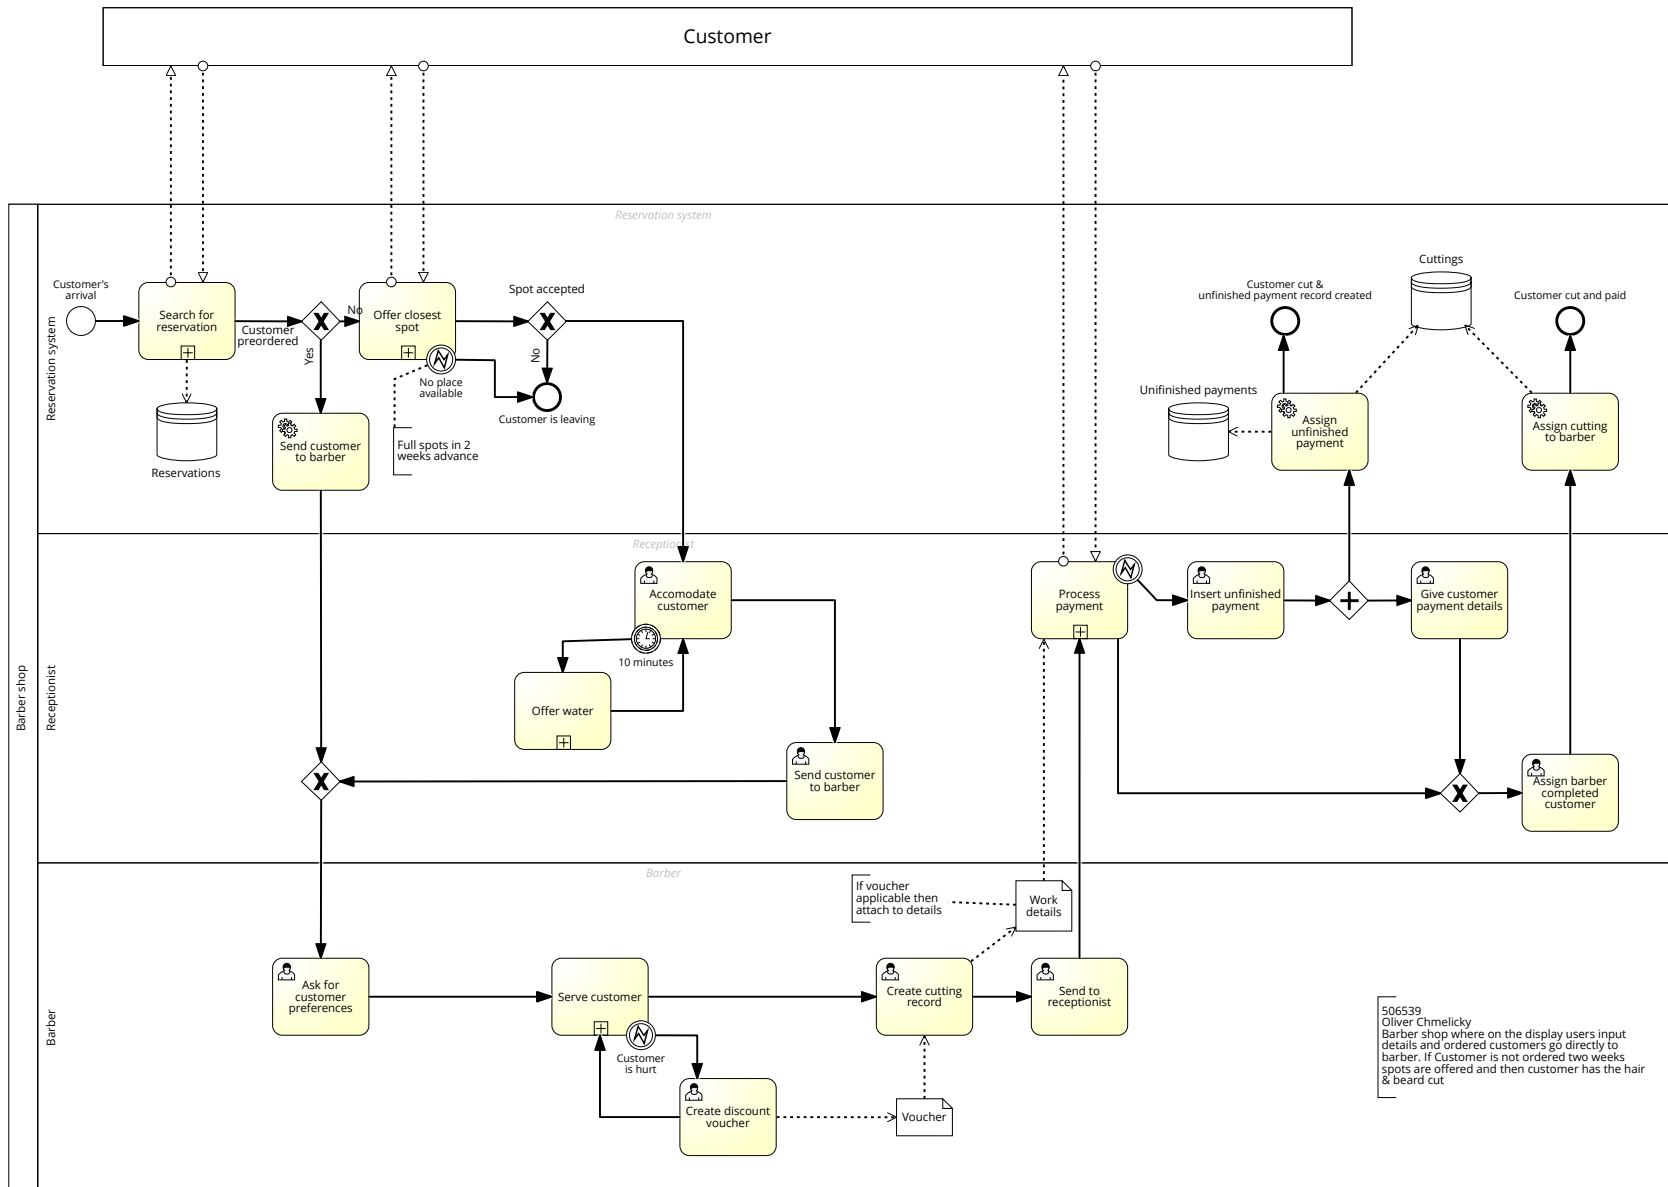 Customer
Reservation system
Customer's
arrival
Search for
reservation
Customer
preordered
No
Yes
Offer closest
spot
Spot accepted
No
No place
available
Customer is leaving
Full spots in 2
weeks advance
Reservations
Send customer
to barber
Cuttings
Customer cut &
unfinished payment record created
Customer cut and paid
Unfinished payments
Assign
unfinished
payment
Assign cutting
to barber
Reservation system
Barber shop
Receptionist
Receptionist
Accomodate
customer
10 minutes
Offer water
Send customer
to barber
Process
payment
Insert unfinished
payment
Give customer
payment details
Assign barber
completed
customer
Barber
Barber
If voucher
applicable then
attach to details
Work
details
Ask for
customer
preferences
Serve customer
Customer
is hurt
Create discount
voucher
Voucher
Create cutting
record
Send to
receptionist
506539
Oliver Chmelicky
Barber shop where on the display users input
details and ordered customers go directly to
barber. If Customer is not ordered two weeks
spots are offered and then customer has the hair
& beard cut